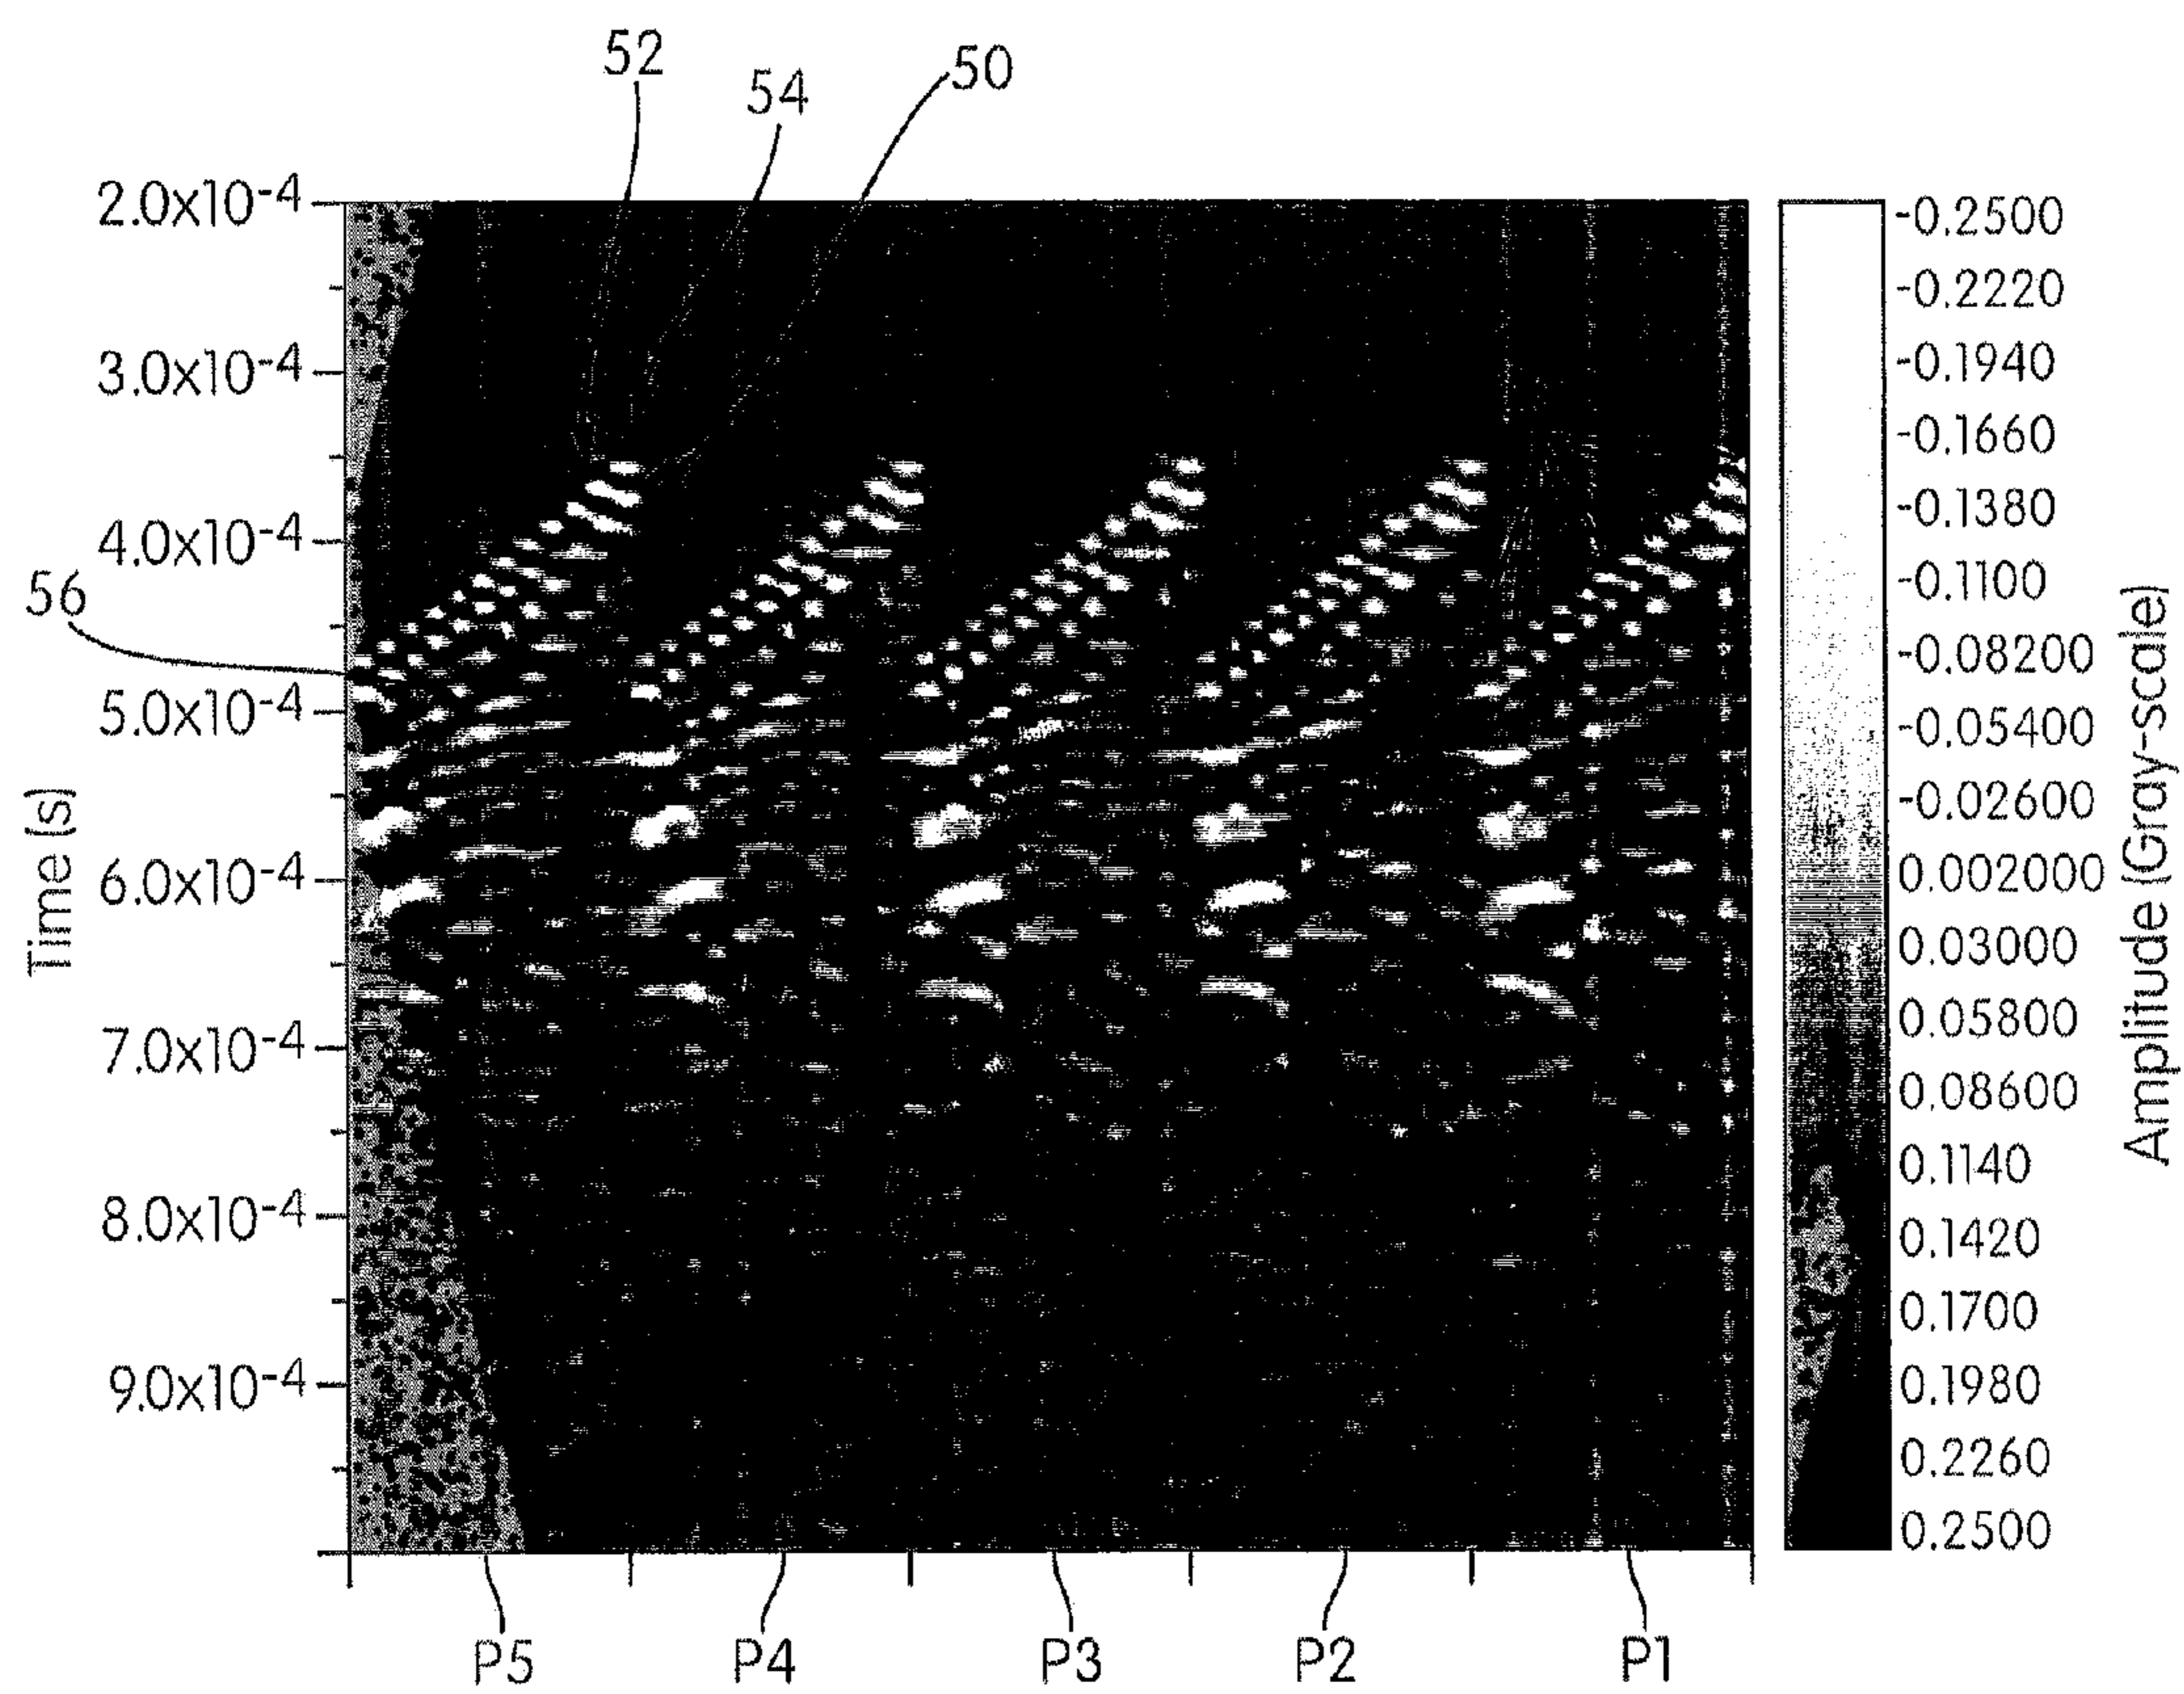 52
54
50
2.0x10-4
3.0x10-4
4.0x10-4
56
5.0x10-4
6.0x10-4
7.0x10-4
8.0x10-4
9.0x10-4
Time (s)
-0.2500
-0.2220
-0.1940
-0.1660
-0.1380
-0.1100
-0.08200
-0.05400
-0.02600
0.002000
0.03000
0.05800
0.08600
0.1140
0.1420
0.1700
0.1980
0.2260
0.2500
Amplitude (Gray-scale)
P5
P4
P3
P2
P1